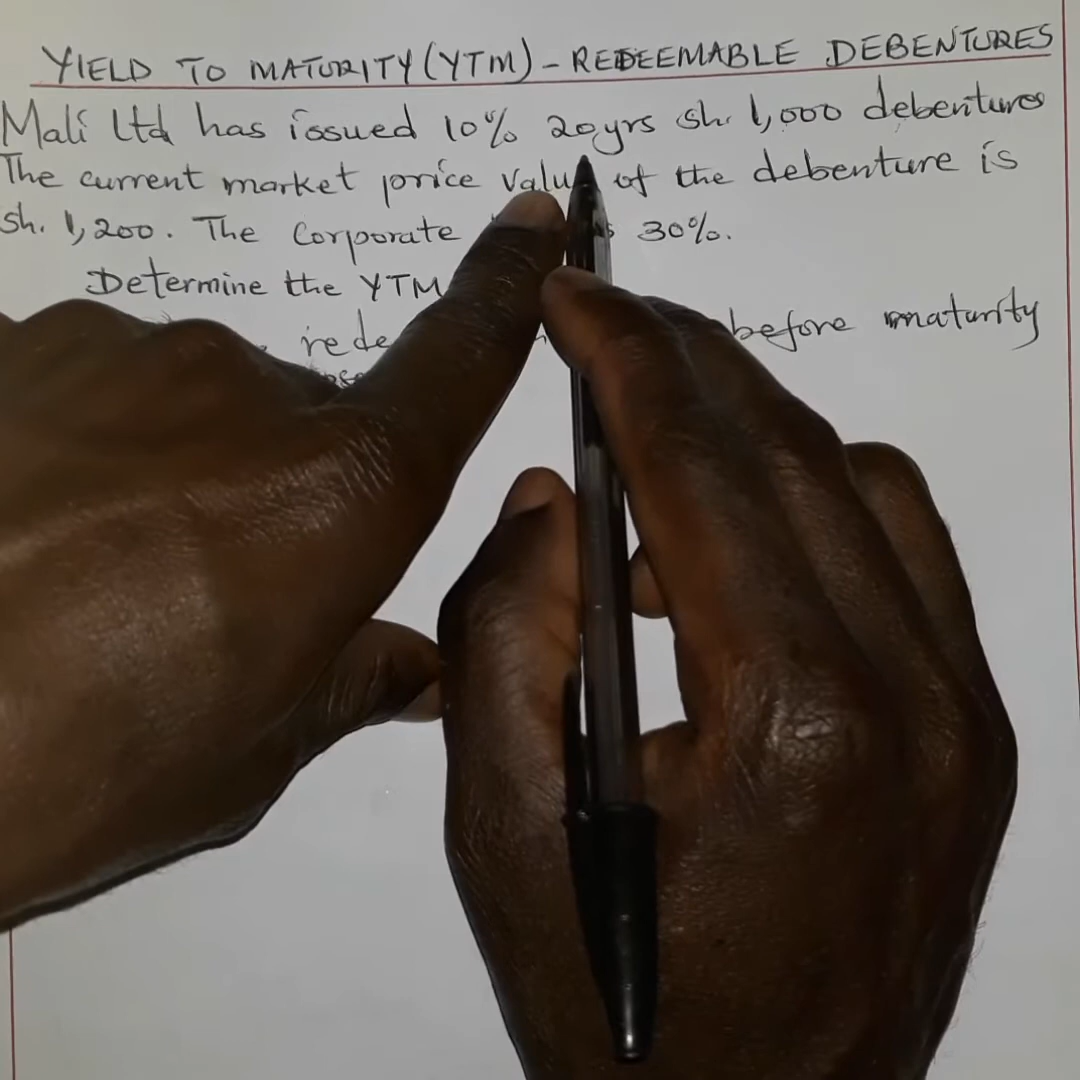 YIELD TO MATURITY (YTM) - REDEEMABLE DEBENTURES
Mali Ltd has issued 10% 20yrs sh. 1,000 debentures
The current market price value of the debenture is
sh. 1,200. The Corporate 30%.
Determine the YTM
before maturity